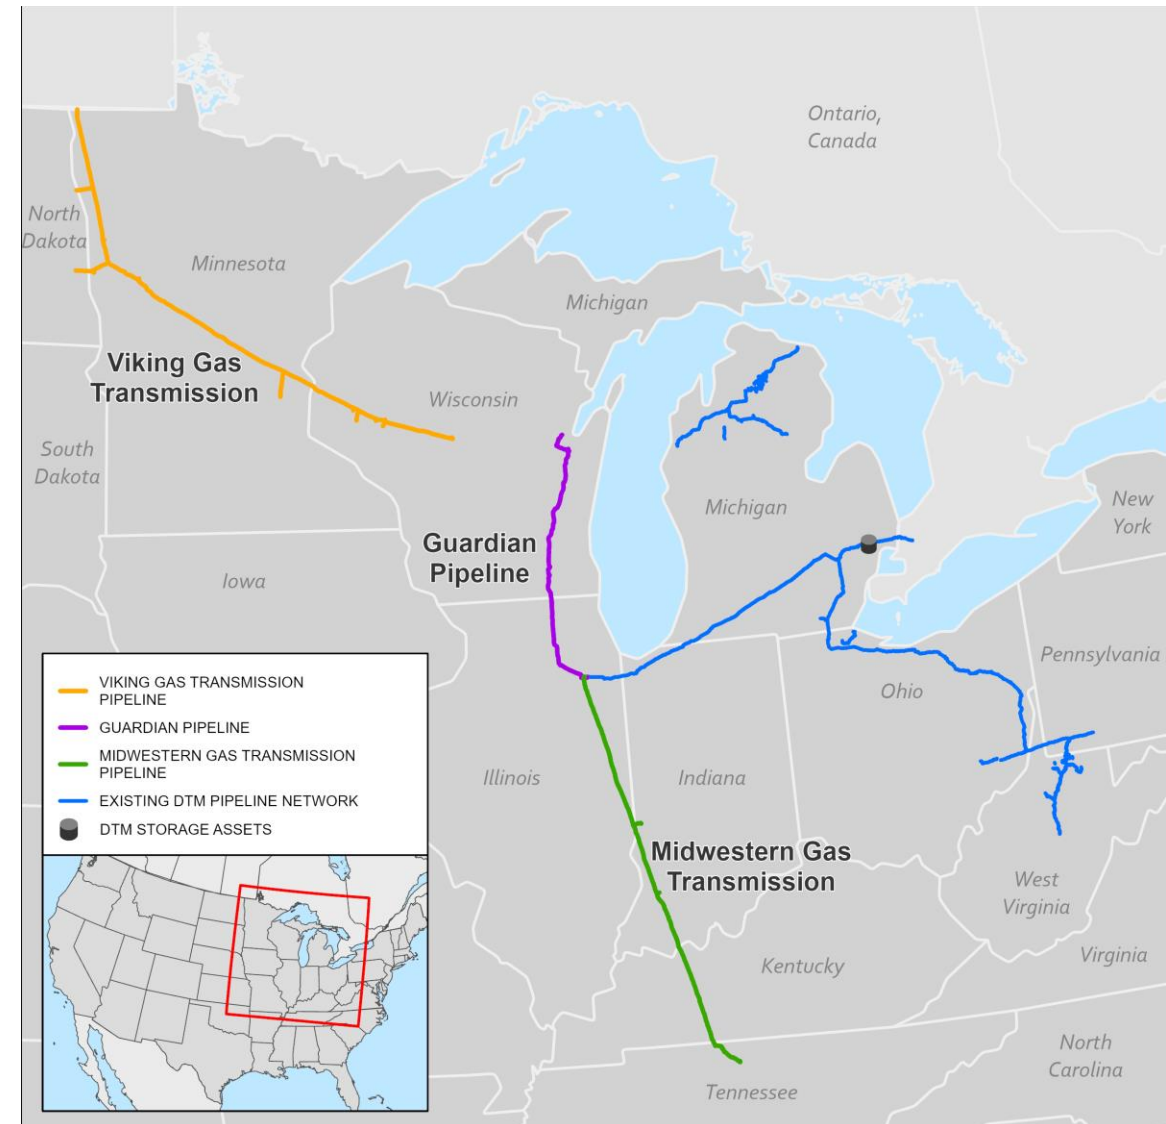 Ontario,
Canada
North
Dakota
Minnesota
Michigan
Viking Gas
Transmission
Wisconsin
South
Dakota
Michigan
New
York
Guardian
Pipeline
Iowa
Pennsylvania
Ohio
VIKING GAS TRANSMISSION
PIPELINE
GUARDIAN PIPELINE
MIDWESTERN GAS TRANSMISSION
PIPELINE
EXISTING DTM PIPELINE NETWORK
DTM STORAGE ASSETS
Illinois
Indiana
Midwestern Gas
Transmission
West
Virginia
Virginia
Kentucky
North
Carolina
Tennessee